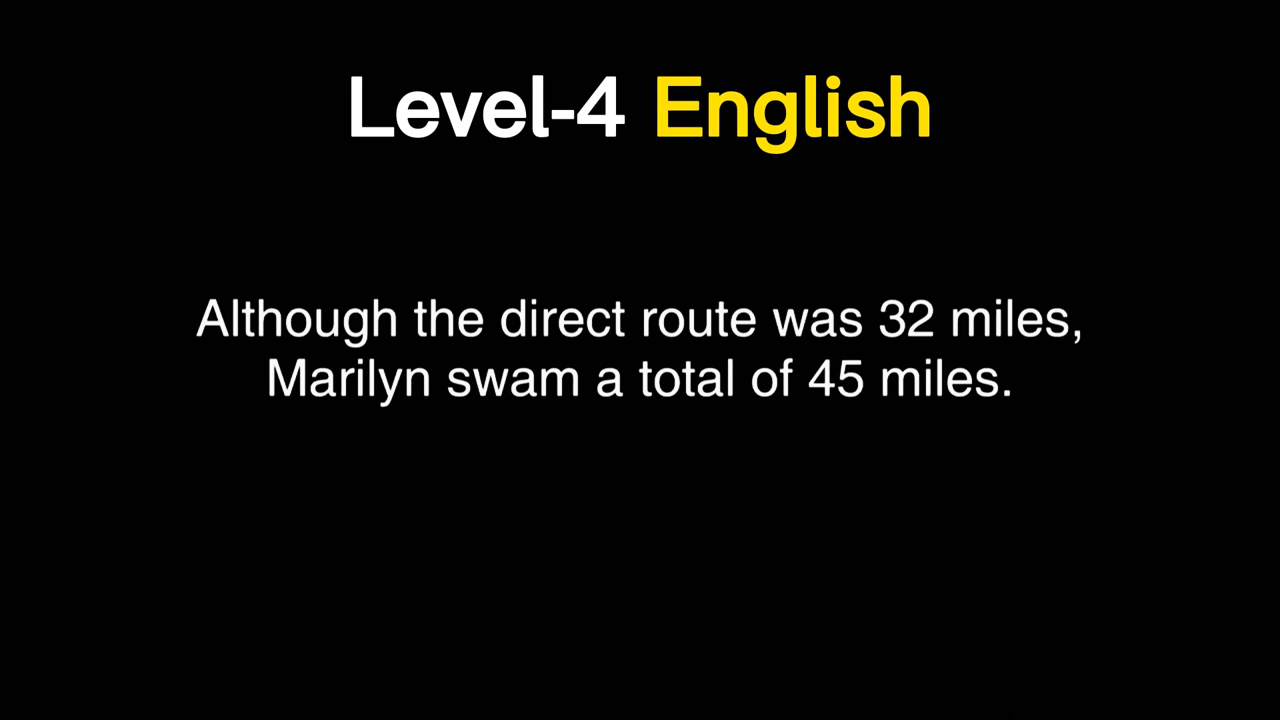 Level-4 English
Although the direct route was 32 miles,
Marilyn swam a total of 45 miles.